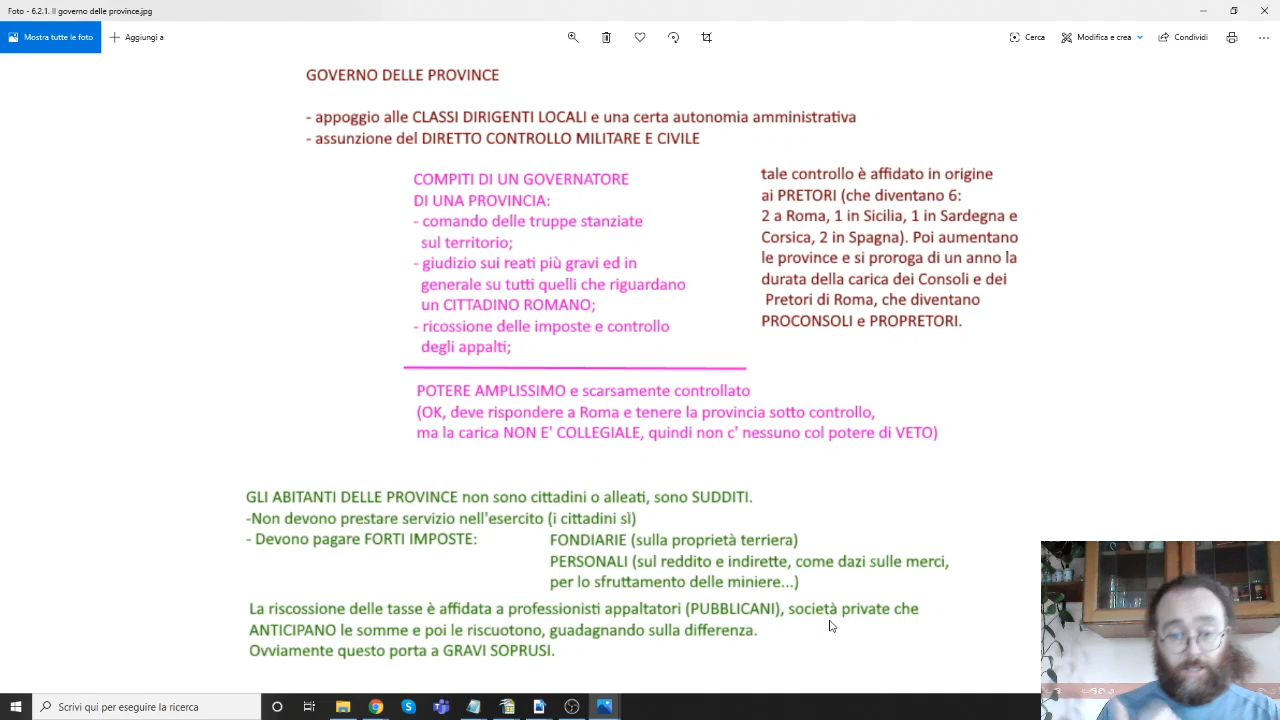 Foto - 6.2.1. Il governo delle province.jpg
Mostra tutte le foto
Aggiungi a
Cerca
Modifica e crea
Condividi
GOVERNO DELLE PROVINCE
- appoggio alle CLASSI DIRIGENTI LOCALI e una certa autonomia amministrativa
- assunzione del DIRETTO CONTROLLO MILITARE E CIVILE
COMPITI DI UN GOVERNATORE
DI UNA PROVINCIA:
- comando delle truppe stanziate
sul territorio;
- giudizio sui reati più gravi ed in
generale su tutti quelli che riguardano
un CITTADINO ROMANO;
- ricossione delle imposte e controllo
degli appalti;
tale controllo è affidato in origine
ai PRETORI (che diventano 6:
2 a Roma, 1 in Sicilia, 1 in Sardegna e
Corsica, 2 in Spagna). Poi aumentano
le province e si proroga di un anno la
durata della carica dei Consoli e dei
Pretori di Roma, che diventano
PROCONSOLI e PROPRETORI.
POTERE AMPLISSIMO e scarsamente controllato
(OK, deve rispondere a Roma e tenere la provincia sotto controllo,
ma la carica NON E' COLLEGIALE, quindi non c' nessuno col potere di VETO)
GLI ABITANTI DELLE PROVINCE non sono cittadini o alleati, sono SUDDITI.
-Non devono prestare servizio nell'esercito (i cittadini sì)
- Devono pagare FORTI IMPOSTE:
FONDIARIE (sulla proprietà terriera)
PERSONALI (sul reddito e indirette, come dazi sulle merci,
per lo sfruttamento delle miniere...)
La riscossione delle tasse è affidata a professionisti appaltatori (PUBBLICANI), società private che
ANTICIPANO le somme e poi le riscuotono, guadagnando sulla differenza.
Ovviamente questo porta a GRAVI SOPRUSI.
Scrivi qui per eseguire la ricerca